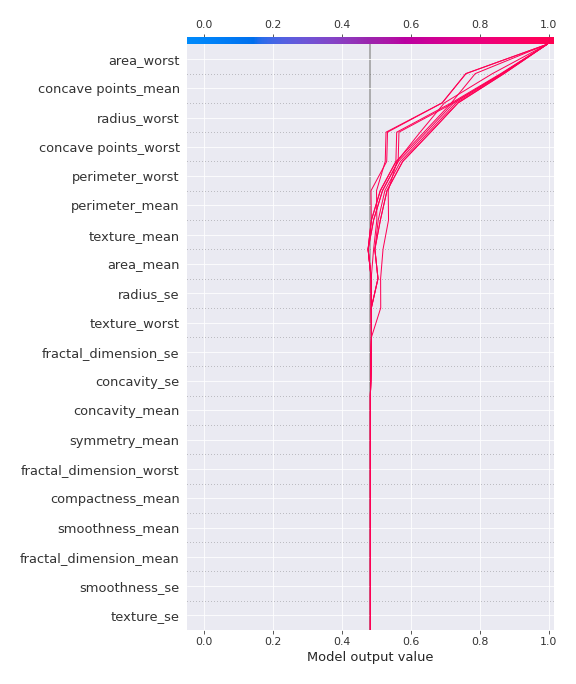 0.0 0.2 0.4 0.6 0.8 1.0
area_worst
concave points_mean
radius_worst
concave points_worst
perimeter_worst
perimeter_mean
texture_mean
area_mean
radius_se
texture_worst
fractal_dimension_se
concavity_se
concavity_mean
symmetry_mean
fractal_dimension_worst
compactness_mean
smoothness_mean
fractal_dimension_mean
smoothness_se
texture_se
0.0 0.2 0.4 0.6 0.8 1.0
Model output value